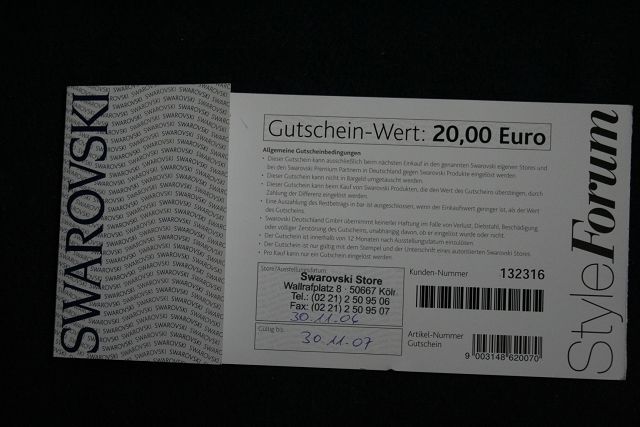 SWAROVSKI
Gutschein-Wert: 20,00 Euro
Allgemeine Gutscheinbedingungen
• Dieser Gutschein kann ausschließlich beim nächsten Einkauf in den genannten Swarovski eigenen Stores und
bei den Swarovski Premium Partnern in Deutschland gegen Swarovski Produkte eingelöst werden.
• Dieser Gutschein kann nicht in Bargeld umgetauscht werden.
• Dieser Gutschein kann beim Kauf von Swarovski Produkten, die den Wert des Gutscheins übersteigen, durch
Zahlung der Differenz eingelöst werden.
• Eine Auszahlung des Restbetrags in bar ist ausgeschlossen, wenn der Einkaufswert geringer ist, als der Wert
des Gutscheins.
• Swarovski Deutschland GmbH übernimmt keinerlei Haftung im Falle von Verlust, Diebstahl, Beschädigung
oder völliger Zerstörung des Gutscheins, unabhängig davon, ob er eingelöst wurde oder nicht.
• Der Gutschein ist innerhalb von 12 Monaten nach Ausstellungsdatum einzulösen.
• Der Gutschein ist nur gültig mit dem Stempel und der Unterschrift eines autorisierten Swarovski Stores.
• Pro Kauf kann nur ein Gutschein eingelöst werden.
Store/Ausstellungsdatum
Swarovski Store
Wallrafplatz 8 · 50667 Köln
Tel.: (02 21) 2 50 95 06
Fax: (02 21) 2 50 95 07
30.11.06
Gültig bis:
30.11.07
Kunden-Nummer 132316
Artikel-Nummer
Gutschein
9 003148 620070
StyleForum